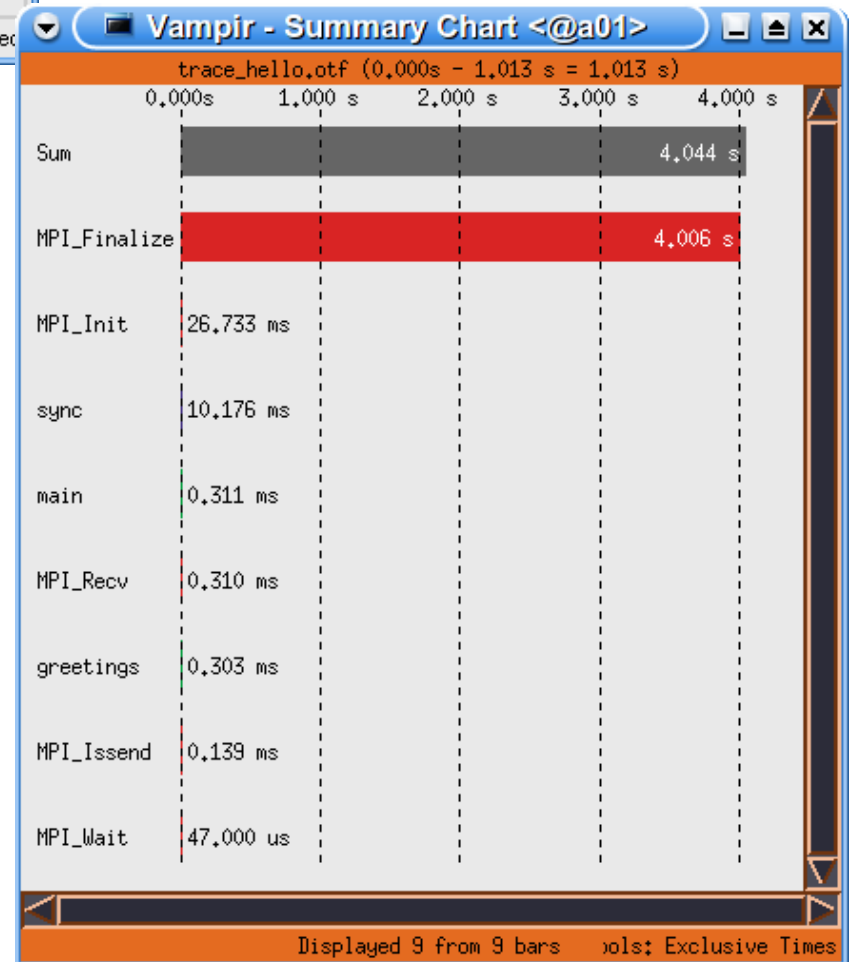 Vampir - Summary Chart <@a01>
trace_hello.otf (0.000s - 1.013 s = 1.013 s)
0.000s 1.000 s 2.000 s 3.000 s 4.000 s
Sum 4.044 s
MPI_Finalize 4.006 s
MPI_Init 26.733 ms
sync 10.176 ms
main 0.311 ms
MPI_Recv 0.310 ms
greetings 0.303 ms
MPI_Issend 0.139 ms
MPI_Wait 47.000 us
Displayed 9 from 9 bars ols: Exclusive Times